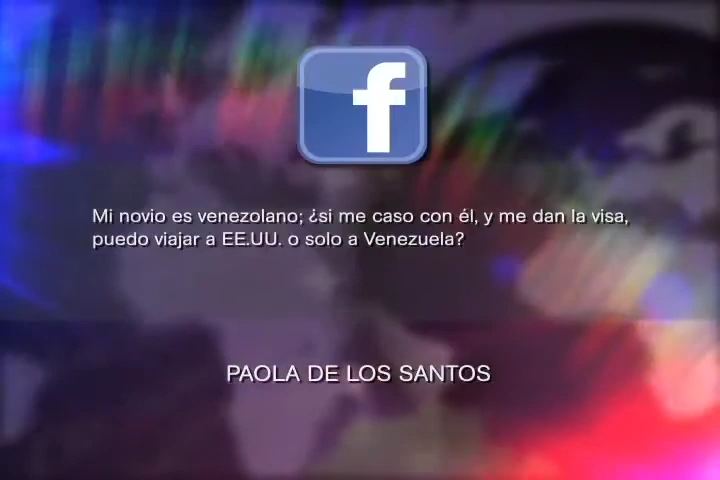 f
Mi novio es venezolano; ¿si me caso con él, y me dan la visa,
puedo viajar a EE.UU. o solo a Venezuela?
PAOLA DE LOS SANTOS